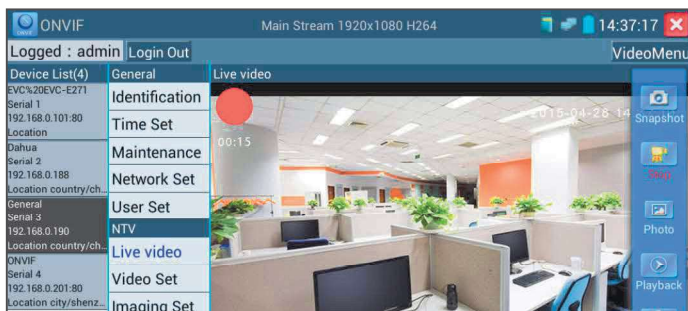 ONVIF
Main Stream 1920x1080 H264
14:37:17
Logged : admin
Login Out
VideoMenu
Device List(4)
EVC%20EVC-E271
Serial 1
192.168.0.101:80
Location
Dahua
Serial 2
192.168.0.188
Location country/ch...
General
Serial 3
192.168.0.190
Location country/ch...
ONVIF
Serial 4
192.168.0.201:80
Location city/shenz...
General
Identification
Time Set
Maintenance
Network Set
User Set
NTV
Live video
Video Set
Imaging Set
Live video
2015-04-28 14
00:15
Snapshot
Photo
Playback